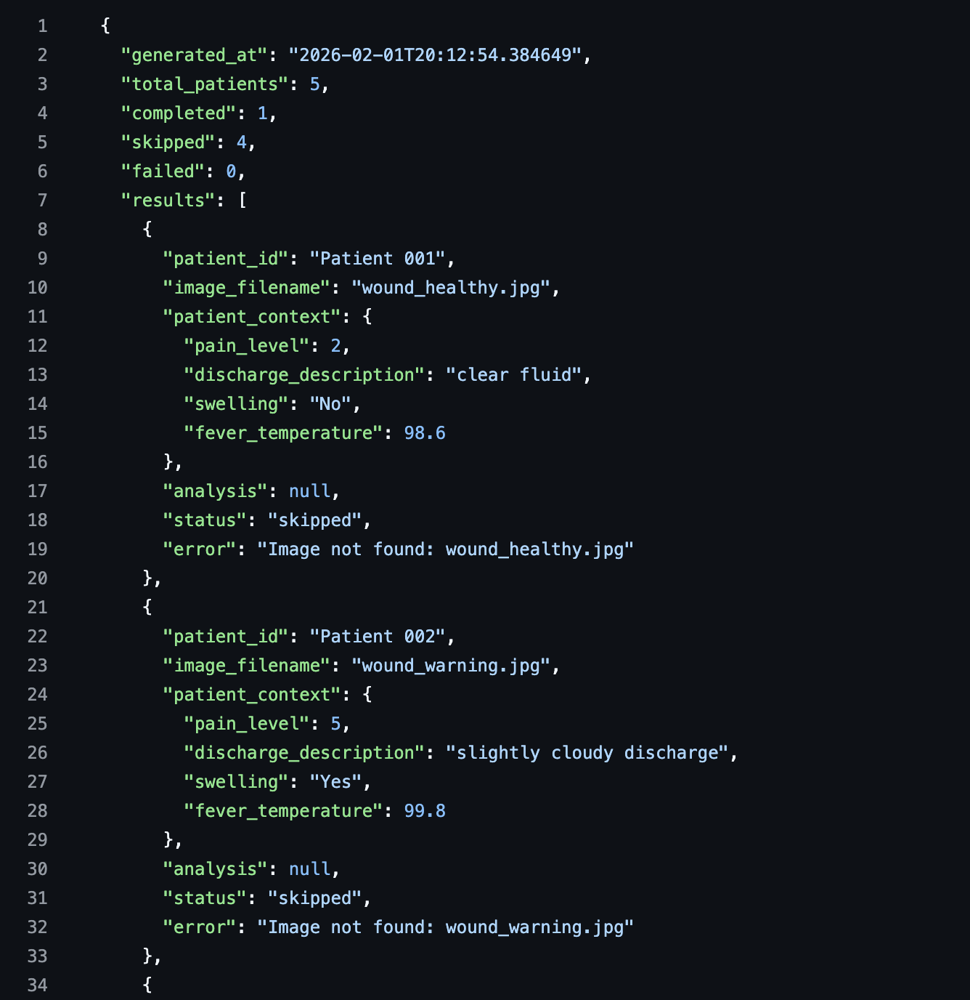 1 {
2 "generated_at": "2026-02-01T20:12:54.384649",
3 "total_patients": 5,
4 "completed": 1,
5 "skipped": 4,
6 "failed": 0,
7 "results": [
8 {
9 "patient_id": "Patient 001",
10 "image_filename": "wound_healthy.jpg",
11 "patient_context": {
12 "pain_level": 2,
13 "discharge_description": "clear fluid",
14 "swelling": "No",
15 "fever_temperature": 98.6
16 },
17 "analysis": null,
18 "status": "skipped",
19 "error": "Image not found: wound_healthy.jpg"
20 },
21 {
22 "patient_id": "Patient 002",
23 "image_filename": "wound_warning.jpg",
24 "patient_context": {
25 "pain_level": 5,
26 "discharge_description": "slightly cloudy discharge",
27 "swelling": "Yes",
28 "fever_temperature": 99.8
29 },
30 "analysis": null,
31 "status": "skipped",
32 "error": "Image not found: wound_warning.jpg"
33 },
34 {